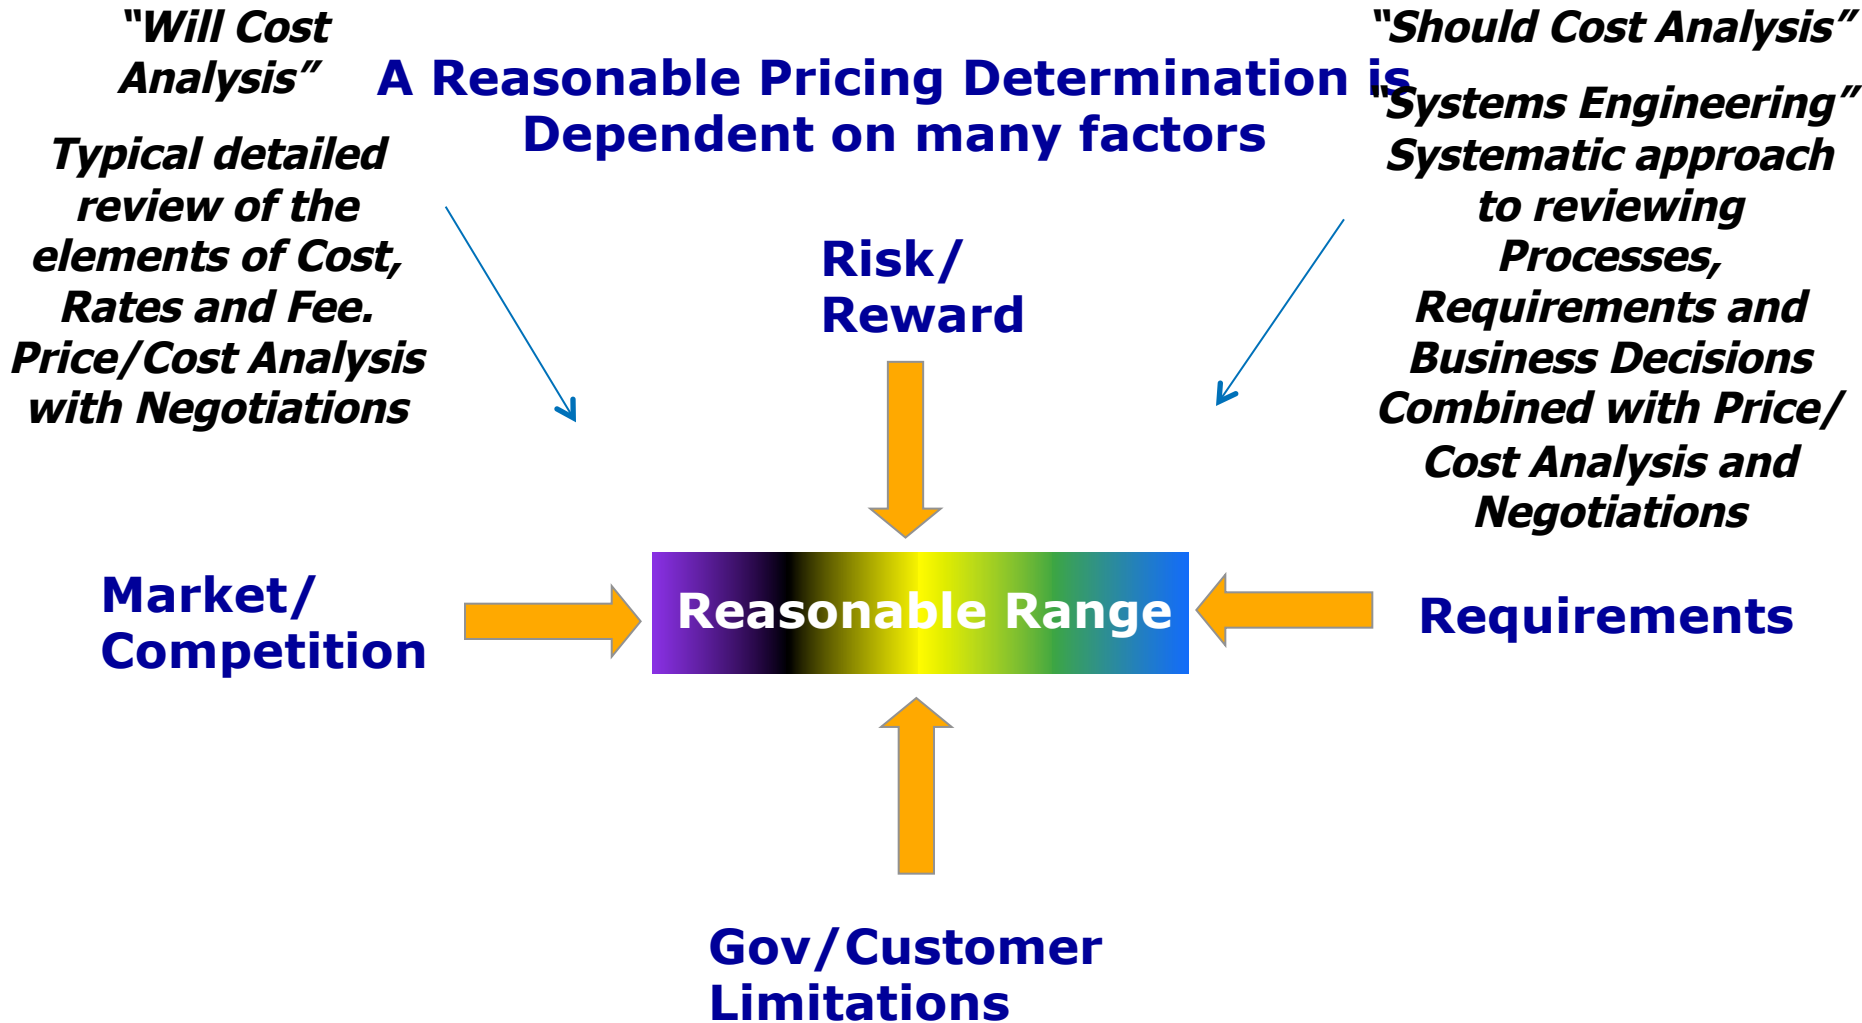 “Will Cost
Analysis”
Typical detailed
review of the
elements of Cost,
Rates and Fee.
Price/Cost Analysis
with Negotiations
A Reasonable Pricing Determination is
Dependent on many factors
“Should Cost Analysis”
“Systems Engineering”
Systematic approach
to reviewing
Processes,
Requirements and
Business Decisions
Combined with Price/
Cost Analysis and
Negotiations
Risk/
Reward
Market/
Competition
Reasonable Range
Requirements
Gov/Customer
Limitations